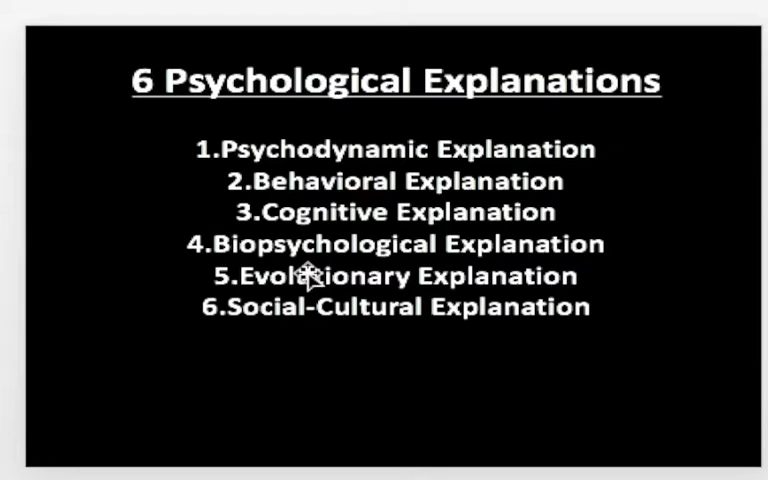 6 Psychological Explanations
1.Psychodynamic Explanation
2.Behavioral Explanation
3.Cognitive Explanation
4.Biopsychological Explanation
5.Evolutionary Explanation
6.Social-Cultural Explanation